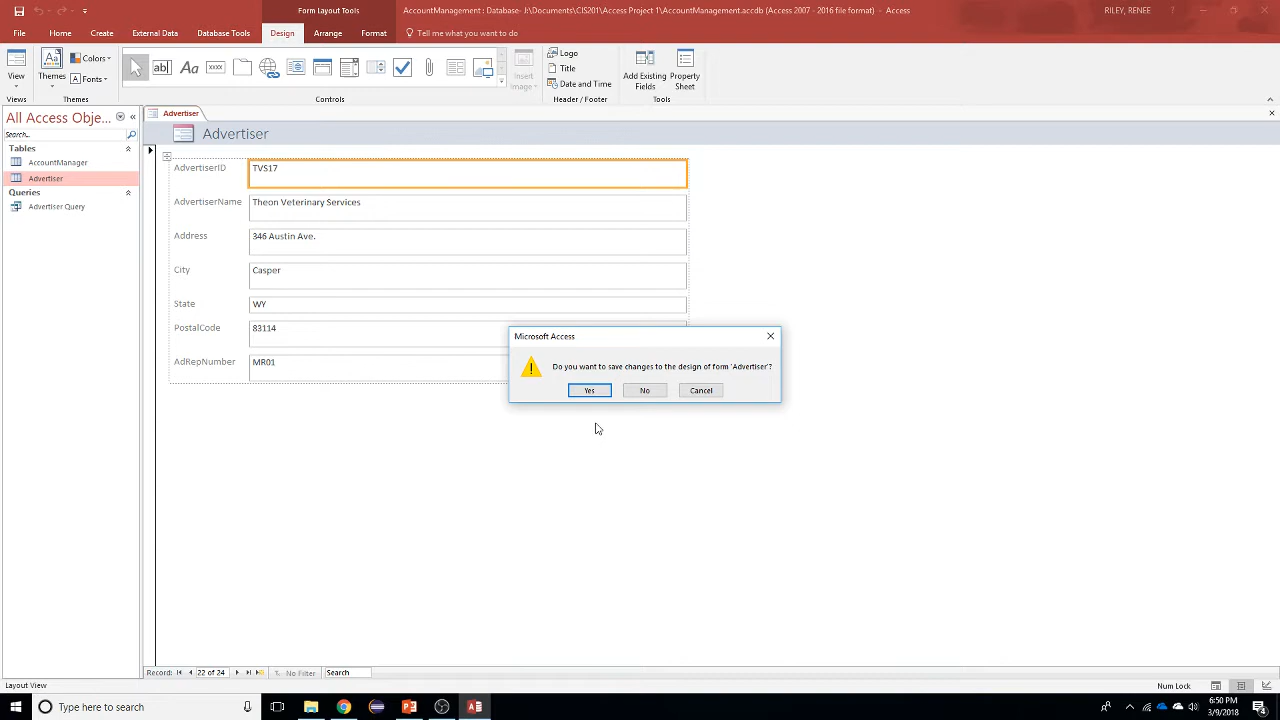 Form Layout Tools
AccountManagement : Database- J:\Documents\CIS201\Access Project 1\AccountManagement.accdb (Access 2007 - 2016 file format) - Access
RILEY, RENEE
File Home Create External Data Database Tools Design Arrange Format Tell me what you want to do
View
Views
Themes
Colors
Fonts
Themes
ab|
Aa
xxxx
Controls
Insert
Image
Logo
Title
Date and Time
Header / Footer
Add Existing
Fields
Property
Sheet
Tools
All Access Obje...
Search...
Tables
AccountManager
Advertiser
Queries
Advertiser Query
Advertiser
Advertiser
AdvertiserID TVS17
AdvertiserName Theon Veterinary Services
Address 346 Austin Ave.
City Casper
State WY
PostalCode 83114
AdRepNumber MR01
Microsoft Access
Do you want to save changes to the design of form 'Advertiser'?
Yes No Cancel
Record: 22 of 24 No Filter Search
Layout View
Num Lock
Type here to search
6:50 PM
3/9/2018